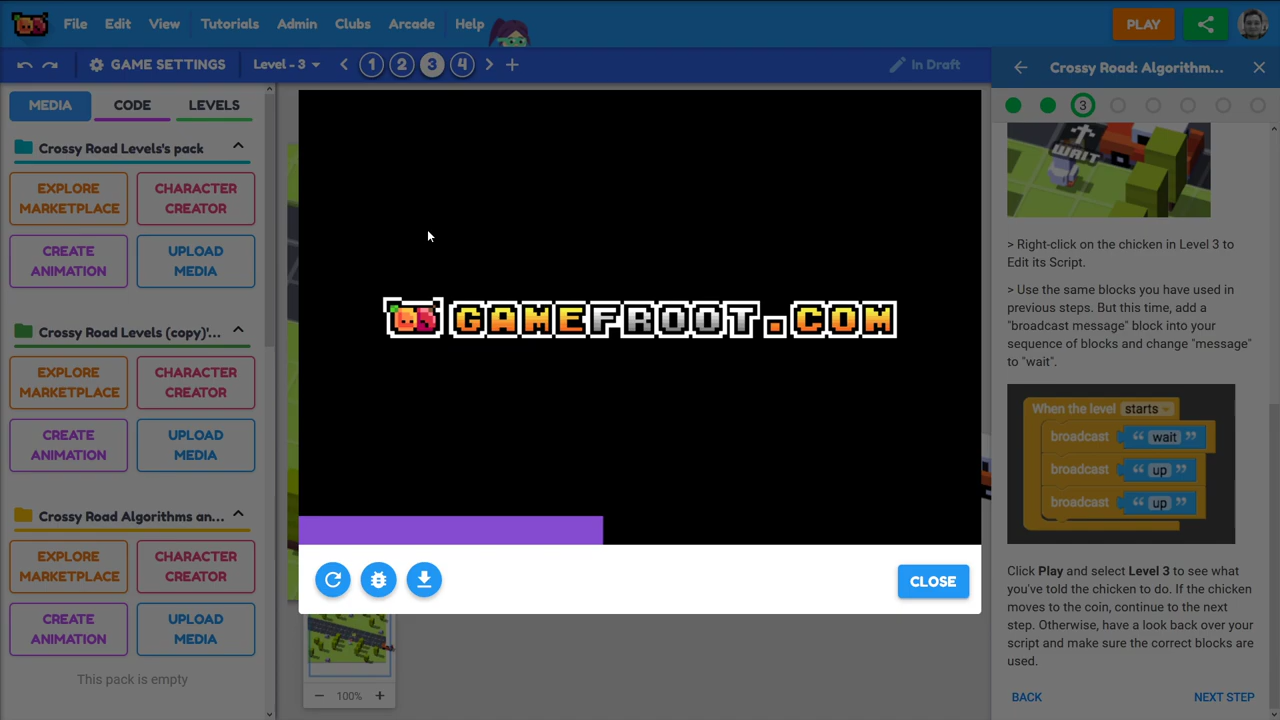 File Edit View Tutorials Admin Clubs Arcade Help
PLAY
GAME SETTINGS
Level - 3
1 2 3 4
In Draft
Crossy Road: Algorithm...
MEDIA CODE LEVELS
3
Crossy Road Levels's pack
EXPLORE MARKETPLACE
CHARACTER CREATOR
CREATE ANIMATION
UPLOAD MEDIA
Crossy Road Levels (copy)'...
EXPLORE MARKETPLACE
CHARACTER CREATOR
CREATE ANIMATION
UPLOAD MEDIA
Crossy Road Algorithms an...
EXPLORE MARKETPLACE
CHARACTER CREATOR
CREATE ANIMATION
UPLOAD MEDIA
This pack is empty
GAMEFROOT.COM
CLOSE
100%
WAIT
> Right-click on the chicken in Level 3 to
Edit its Script.
> Use the same blocks you have used in
previous steps. But this time, add a
"broadcast message" block into your
sequence of blocks and change "message"
to "wait".
When the level starts
broadcast “ wait ”
broadcast “ up ”
broadcast “ up ”
Click Play and select Level 3 to see what
you've told the chicken to do. If the chicken
moves to the coin, continue to the next
step. Otherwise, have a look back over your
script and make sure the correct blocks are
used.
BACK
NEXT STEP